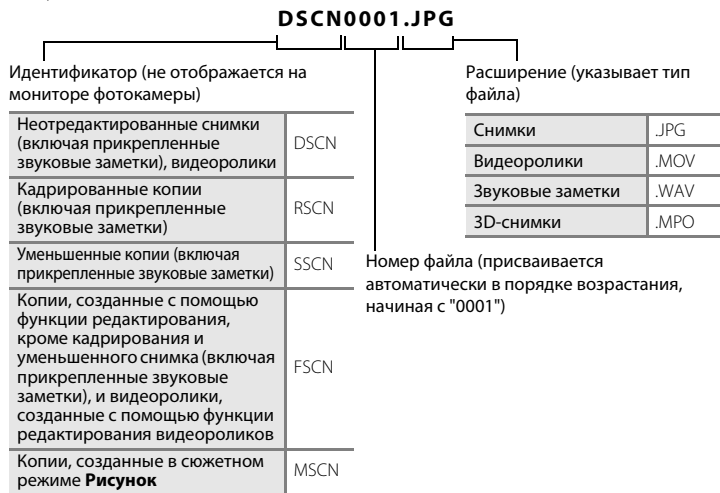 DSCN0001.JPG
Идентификатор (не отображается на
мониторе фотокамеры)
Неотредактированные снимки
(включая прикрепленные
звуковые заметки), видеоролики
DSCN
Кадрированные копии
(включая прикрепленные
звуковые заметки)
RSCN
Уменьшенные копии (включая
прикрепленные звуковые заметки)
SSCN
Копии, созданные с помощью
функции редактирования,
кроме кадрирования и
уменьшенного снимка (включая
прикрепленные звуковые
заметки), и видеоролики,
созданные с помощью функции
редактирования видеороликов
FSCN
Копии, созданные в сюжетном
режиме Рисунок
MSCN
Расширение (указывает тип
файла)
Снимки .JPG
Видеоролики .MOV
Звуковые заметки .WAV
3D-снимки .MPO
Номер файла (присваивается
автоматически в порядке возрастания,
начиная с "0001")